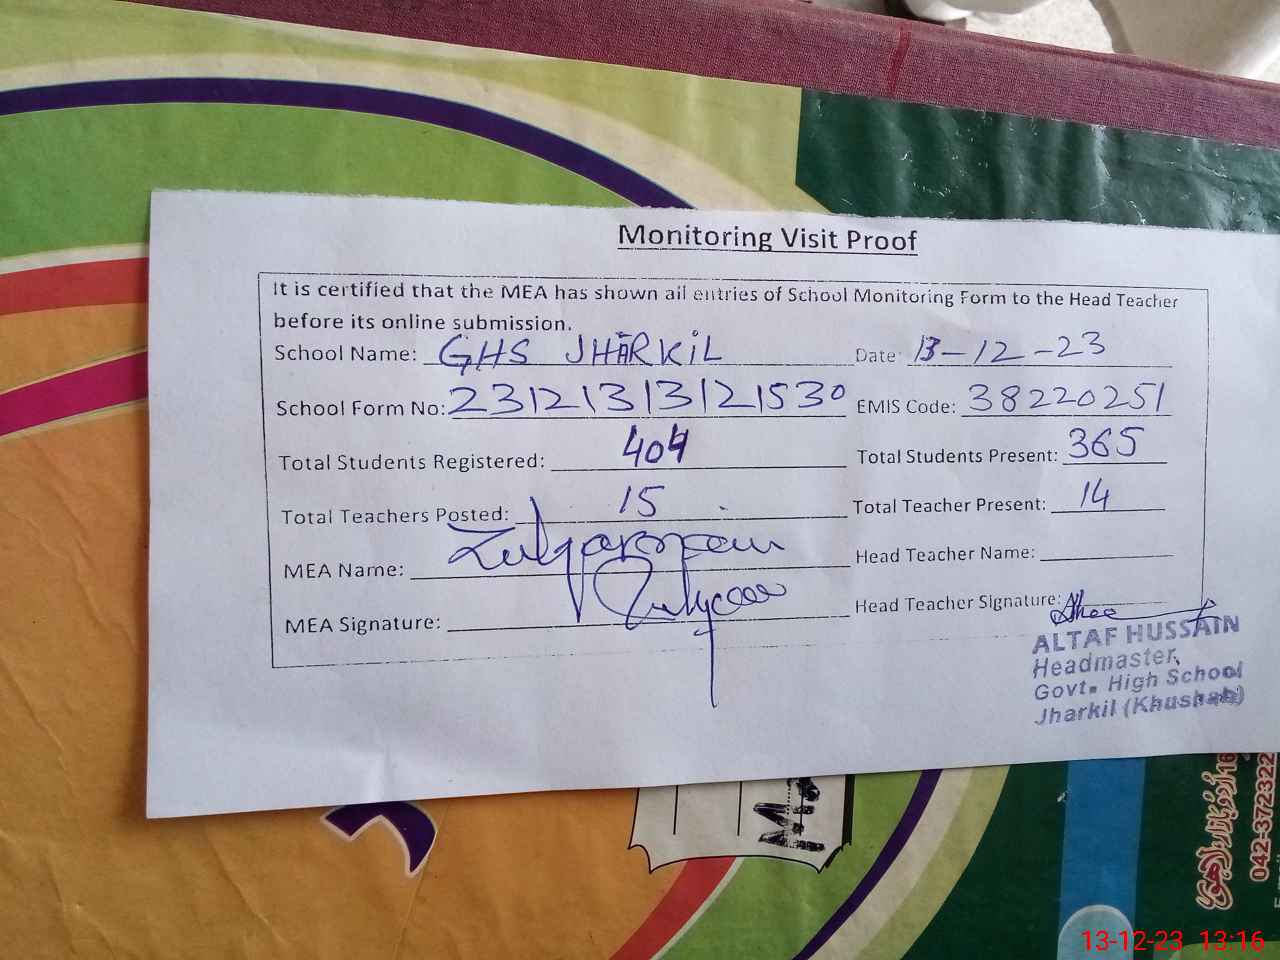 Monitoring Visit Proof
It is certified that the MEA has shown all entries of School Monitoring Form to the Head Teacher
before its online submission.
School Name: GHS JHARKiL Date: 13-12-23
School Form No: 23121313121530 EMIS Code: 38220251
Total Students Registered: 404 Total Students Present: 365
Total Teachers Posted: 15 Total Teacher Present: 14
MEA Name: Zulqarnain Head Teacher Name:
MEA Signature: Head Teacher Signature:
ALTAF HUSSAIN
Headmaster,
Govt. High School
Jharkil (Khushab)
042-372322
13-12-23 13:16